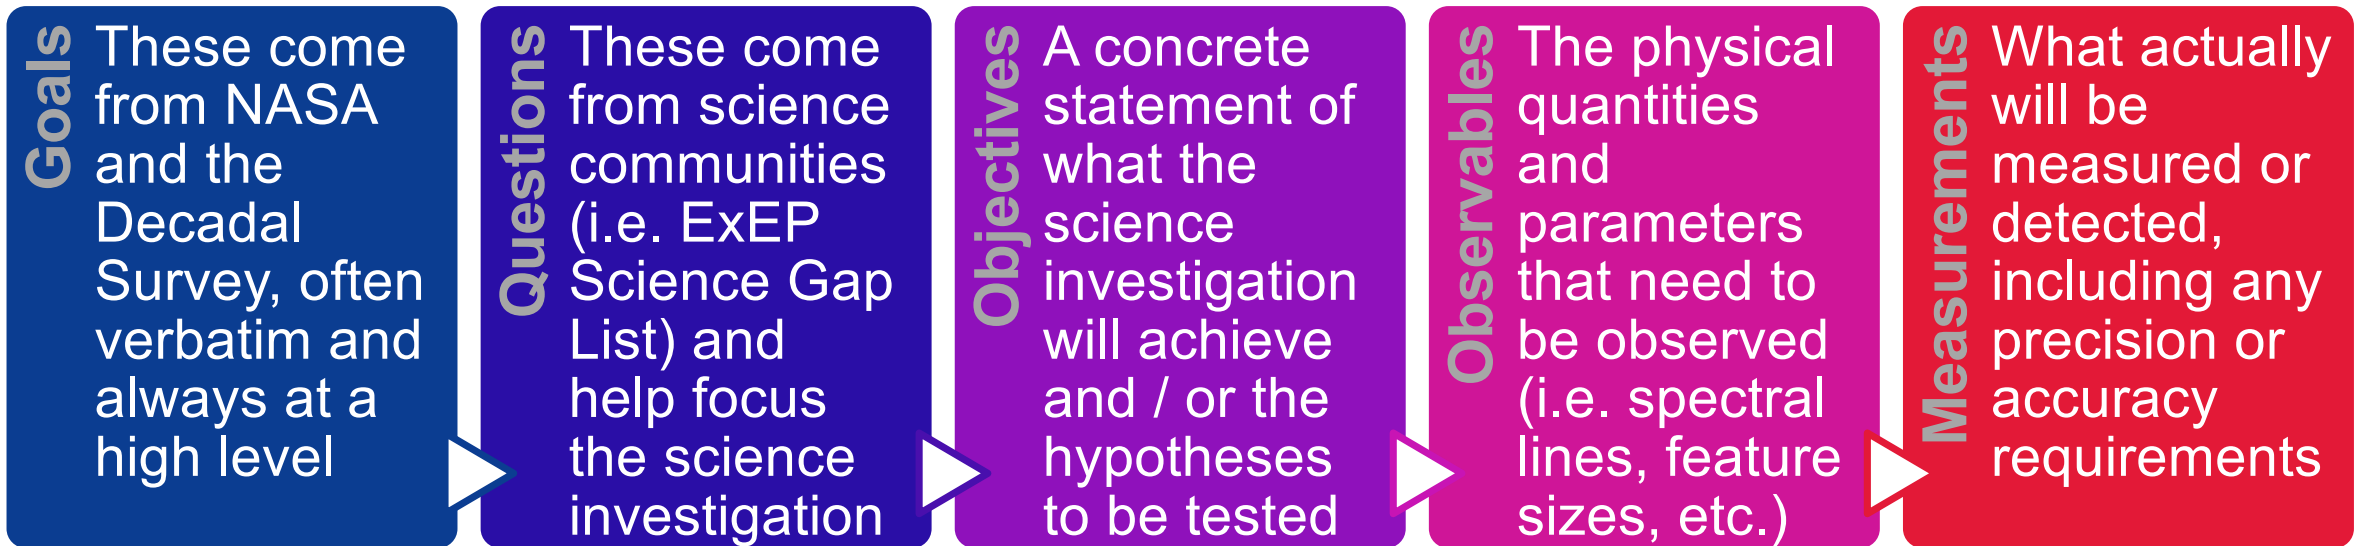 Goals
These come
from NASA
and the
Decadal
Survey, often
verbatim and
always at a
high level
Questions
These come
from science
communities
(i.e. ExEP
Science Gap
List) and
help focus
the science
investigation
Objectives
A concrete
statement of
what the
science
investigation
will achieve
and / or the
hypotheses
to be tested
Observables
The physical
quantities
and
parameters
that need to
be observed
(i.e. spectral
lines, feature
sizes, etc.)
Measurements
What actually
will be
measured or
detected,
including any
precision or
accuracy
requirements